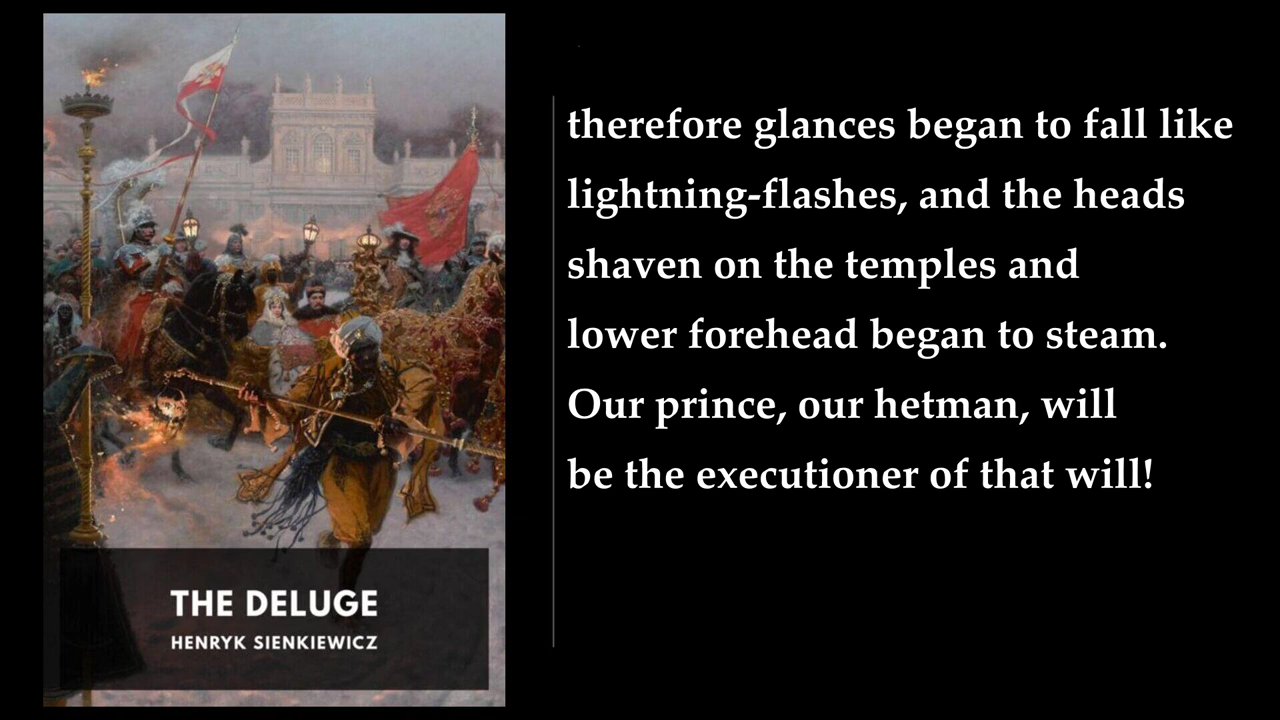 THE DELUGE
HENRYK SIENKIEWICZ
therefore glances began to fall like
lightning-flashes, and the heads
shaven on the temples and
lower forehead began to steam.
Our prince, our hetman, will
be the executioner of that will!